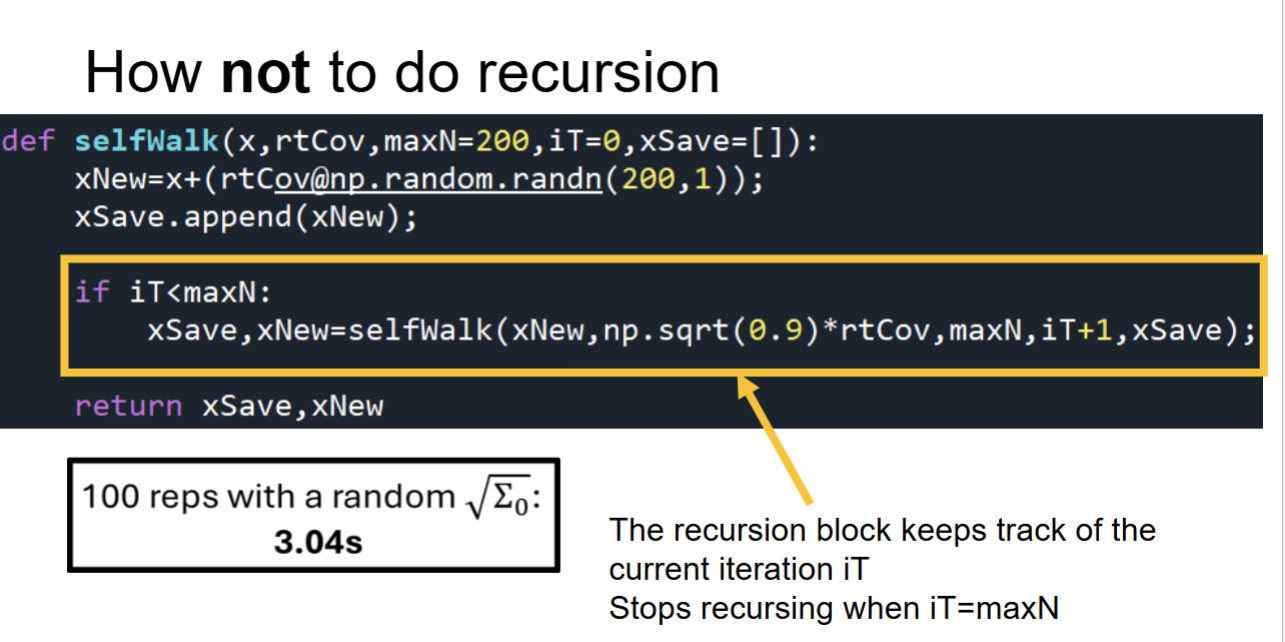 How not to do recursion
def selfWalk(x,rtCov,maxN=200,iT=0,xSave=[]):
xNew=x+(rtCov@np.random.randn(200,1));
xSave.append(xNew);
if iT<maxN:
xSave,xNew=selfWalk(xNew,np.sqrt(0.9)*rtCov,maxN,iT+1,xSave);
return xSave,xNew
100 reps with a random √Σ₀:
3.04s
The recursion block keeps track of the
current iteration iT
Stops recursing when iT=maxN